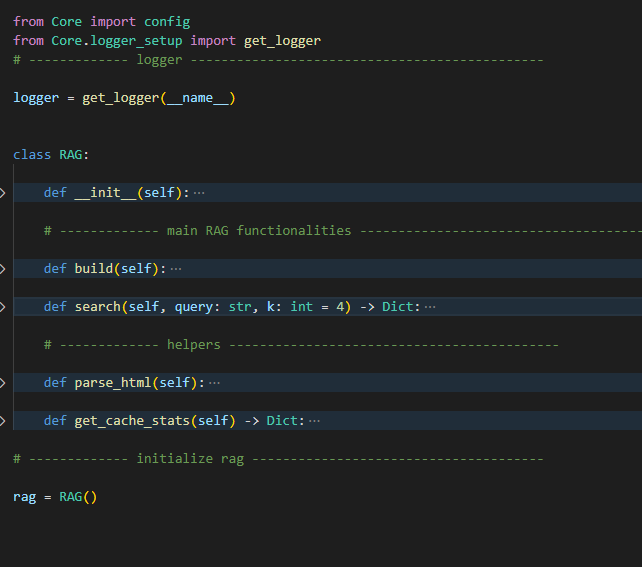 from Core import config
from Core.logger_setup import get_logger
# ------------- logger ----------------------------------------------
logger = get_logger(__name__)
class RAG:
def __init__(self):···
# ------------- main RAG functionalities -------------------------------------
def build(self):···
def search(self, query: str, k: int = 4) -> Dict:···
# ------------- helpers -------------------------------------------
def parse_html(self):···
def get_cache_stats(self) -> Dict:···
# ------------- initialize rag --------------------------------------
rag = RAG()